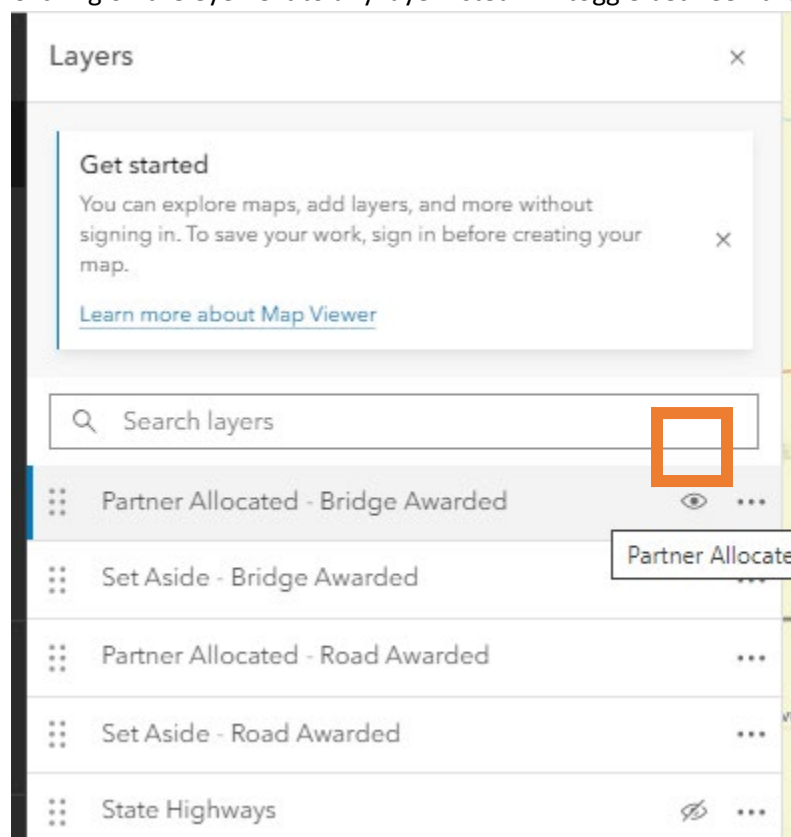 Layers
Get started
You can explore maps, add layers, and more without
signing in. To save your work, sign in before creating your
map.
Learn more about Map Viewer
Search layers
Partner Allocated - Bridge Awarded
Partner Allocate
Set Aside - Bridge Awarded
Partner Allocated - Road Awarded
Set Aside - Road Awarded
State Highways